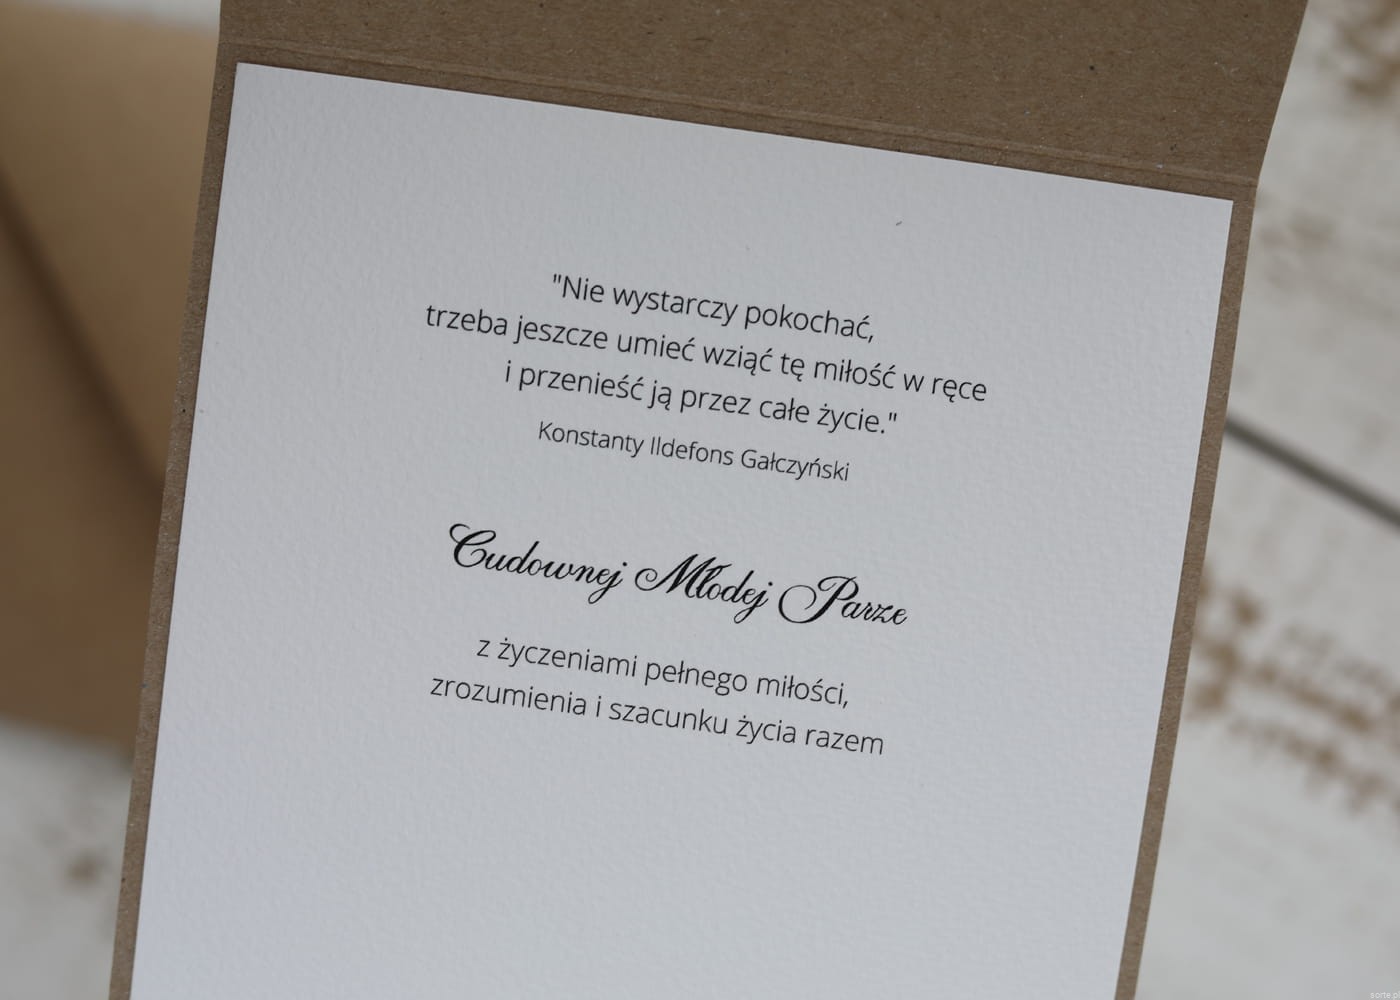 "Nie wystarczy pokochać,
trzeba jeszcze umieć wziąć tę miłość w ręce
i przenieść ją przez całe życie."
Konstanty Ildefons Gałczyński
Cudownej Młodej Parze
z życzeniami pełnego miłości,
zrozumienia i szacunku życia razem